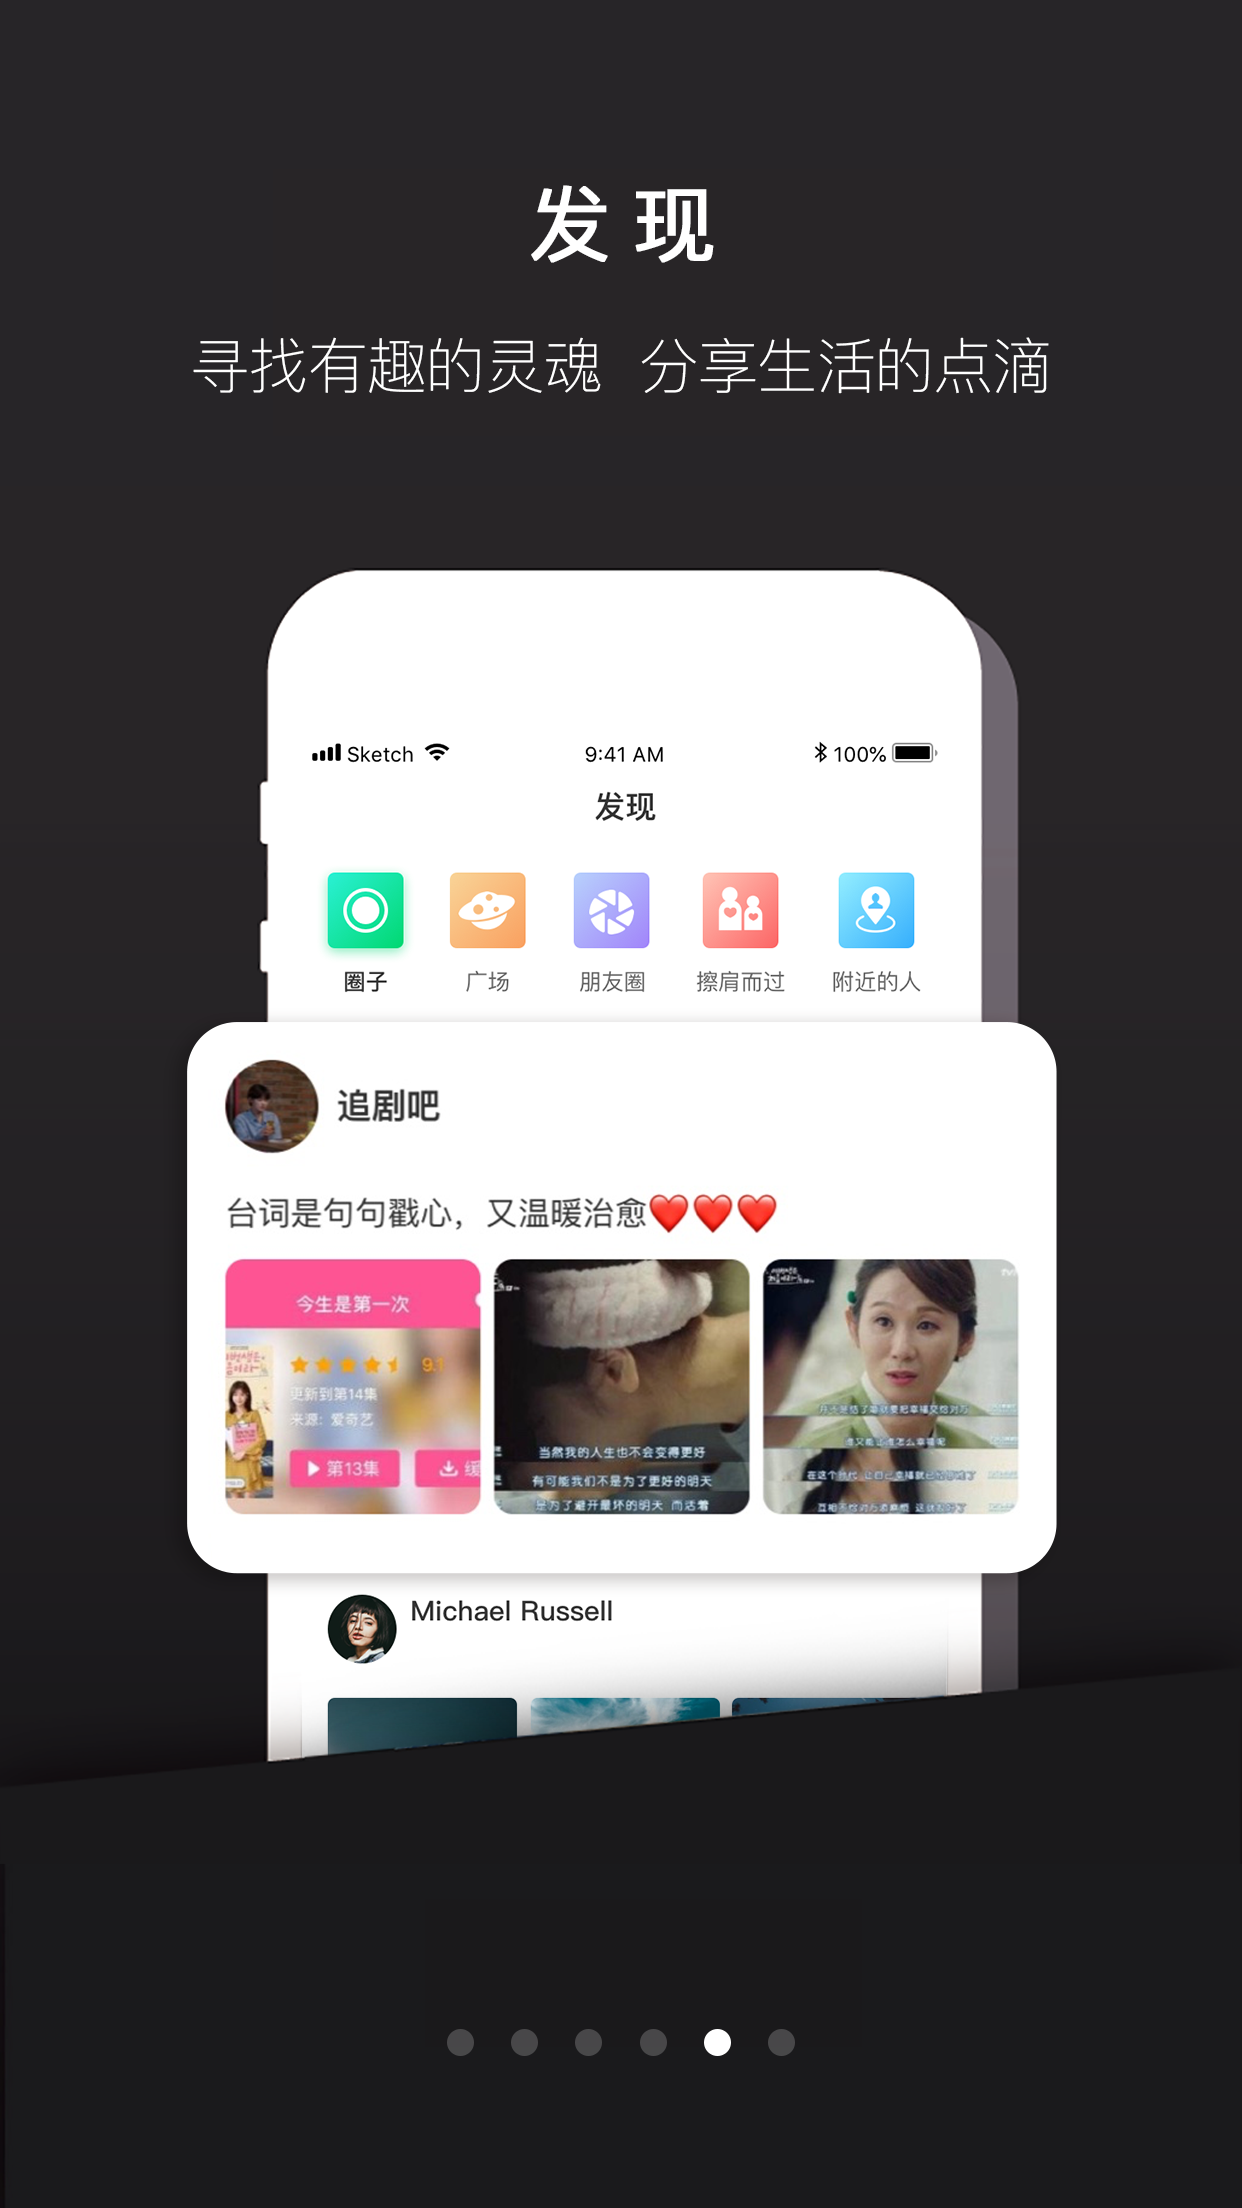 发现
寻找有趣的灵魂 分享生活的点滴
Sketch 9:41 AM 100%
发现
圈子 广场 朋友圈 擦肩而过 附近的人
追剧吧
台词是句句戳心，又温暖治愈❤️❤️❤️
今生是第一次
9.1
更新到第14集
来源：爱奇艺
第13集
缓
当然我的人生也不会变得更好
有可能我们不是为了更好的明天
是为了避开最坏的明天 而活着
Michael Russell